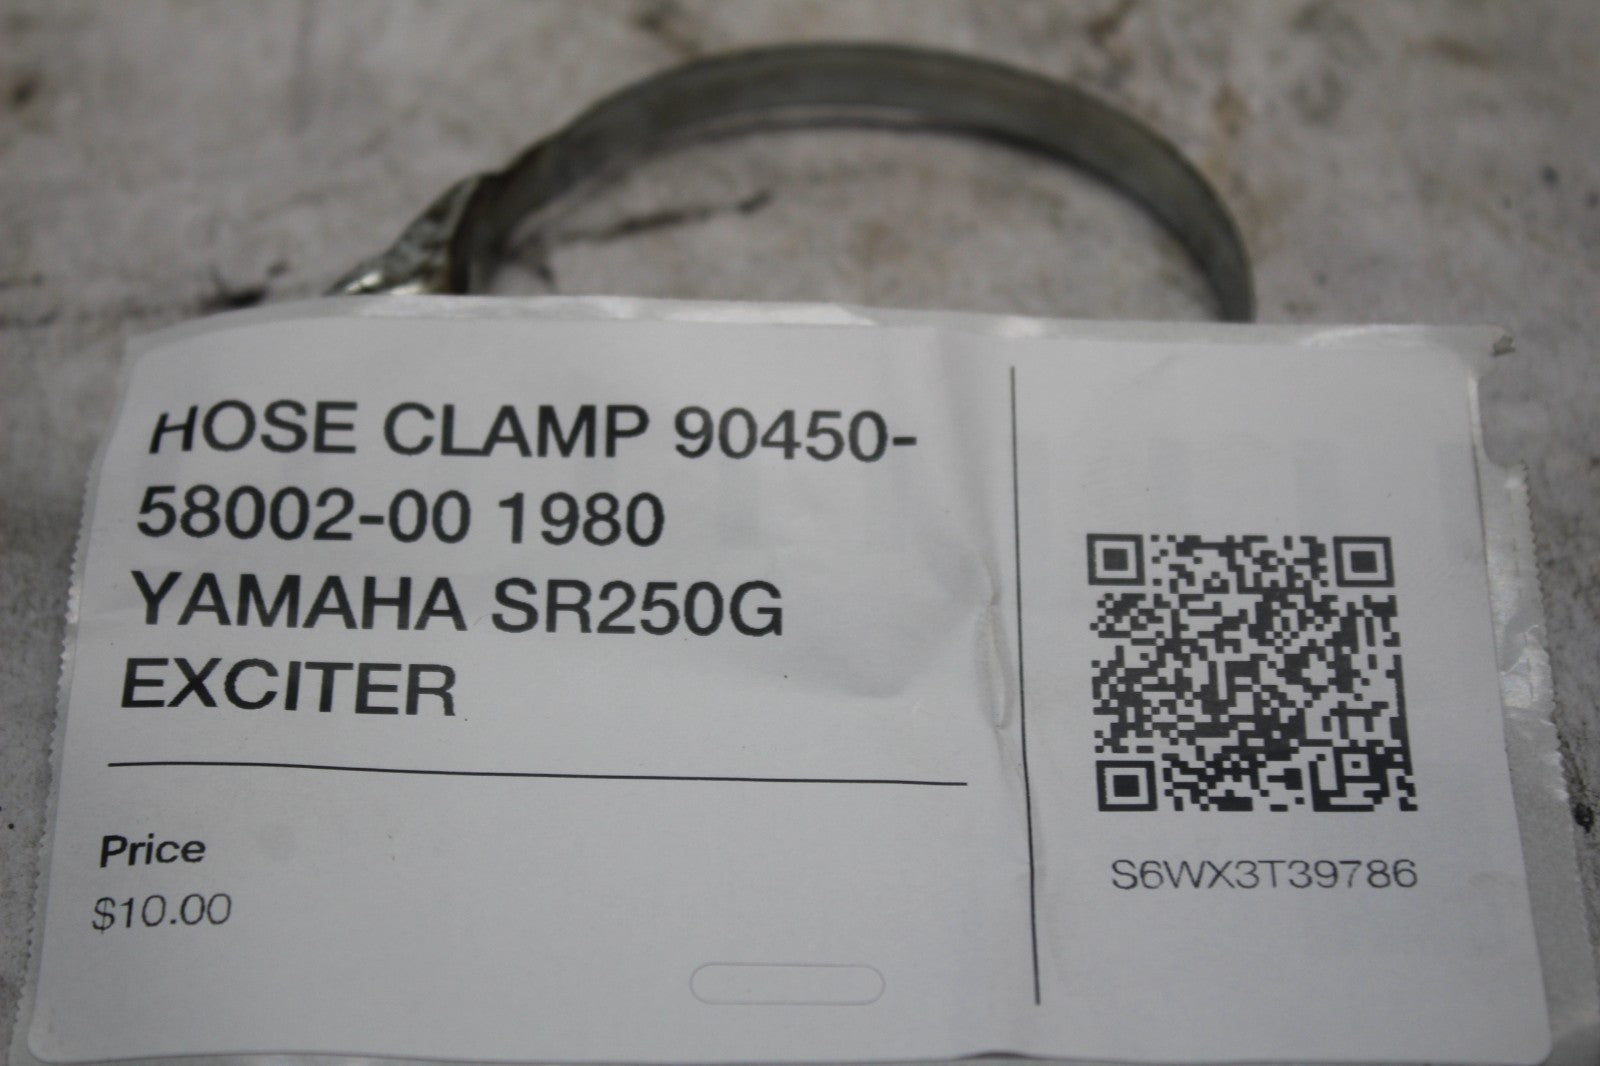 HOSE CLAMP 90450-
58002-00 1980
YAMAHA SR250G
EXCITER
Price
$10.00
S6WX3T39786